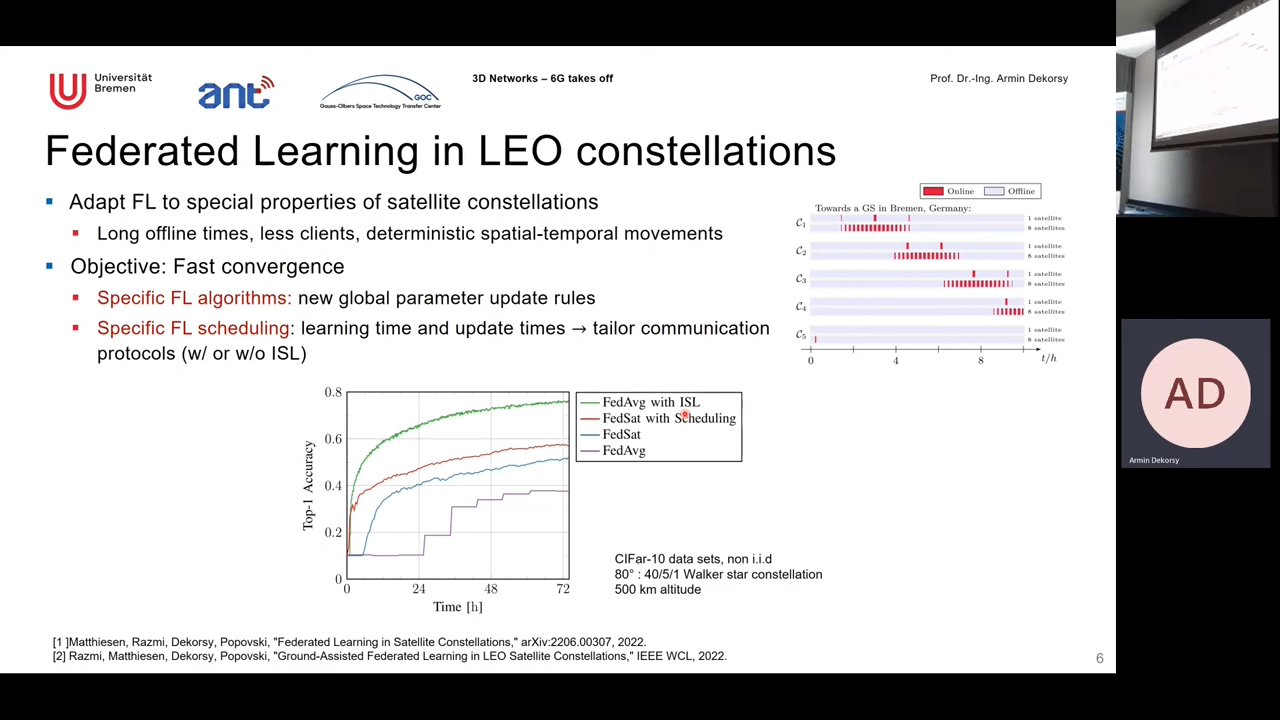 Universität
Bremen
ant
GOC
Gauss-Olbers Space Technology Transfer Center
3D Networks – 6G takes off
Prof. Dr.-Ing. Armin Dekorsy
Federated Learning in LEO constellations
Adapt FL to special properties of satellite constellations
Long offline times, less clients, deterministic spatial-temporal movements
Objective: Fast convergence
Specific FL algorithms: new global parameter update rules
Specific FL scheduling: learning time and update times → tailor communication
protocols (w/ or w/o ISL)
Online Offline
Towards a GS in Bremen, Germany:
C1 1 satellite
8 satellites
C2 1 satellite
8 satellites
C3 1 satellite
8 satellites
C4 1 satellite
8 satellites
C5 1 satellite
8 satellites
0 4 8 t/h
0.8
0.6
0.4
0.2
0
Top-1 Accuracy
0 24 48 72
Time [h]
FedAvg with ISL
FedSat with Scheduling
FedSat
FedAvg
CIFar-10 data sets, non i.i.d
80° : 40/5/1 Walker star constellation
500 km altitude
[1 ]Matthiesen, Razmi, Dekorsy, Popovski, "Federated Learning in Satellite Constellations," arXiv:2206.00307, 2022.
[2] Razmi, Matthiesen, Dekorsy, Popovski, "Ground-Assisted Federated Learning in LEO Satellite Constellations," IEEE WCL, 2022.
6
AD
Armin Dekorsy